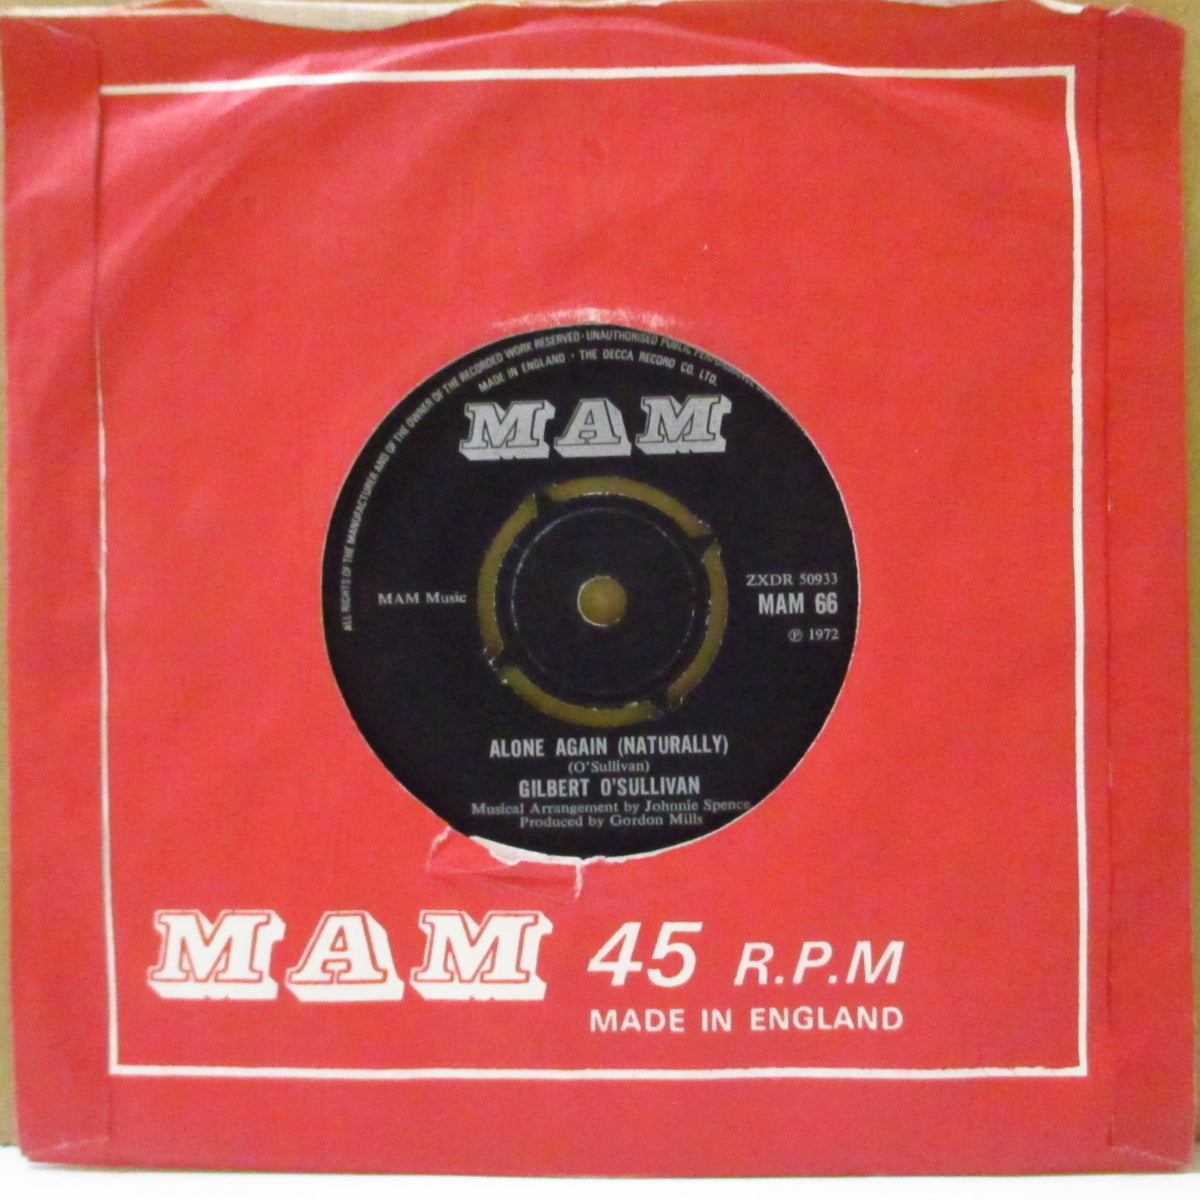 ALL RIGHTS OF THE MANUFACTURER AND OF THE OWNER OF THE RECORDED WORK RESERVED · UNAUTHORISED PUBLIC
MADE IN ENGLAND · THE DECCA RECORD CO. LTD.
MAM
MAM Music
ZXDR 50933
MAM 66
℗ 1972
ALONE AGAIN (NATURALLY)
(O'Sullivan)
GILBERT O'SULLIVAN
Musical Arrangement by Johnnie Spence
Produced by Gordon Mills
MAM 45 R.P.M
MADE IN ENGLAND